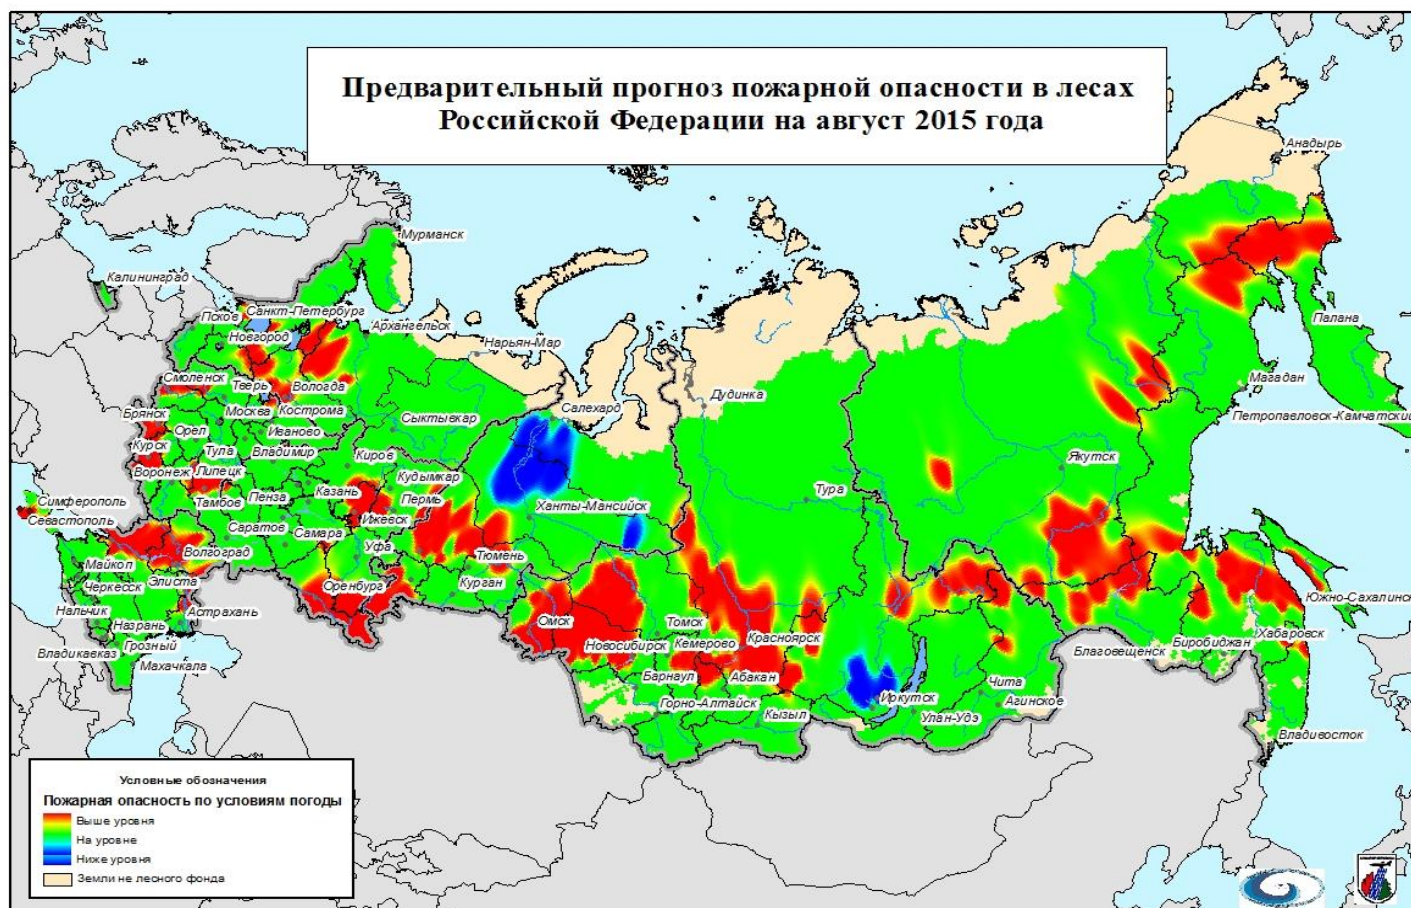 Предварительный прогноз пожарной опасности в лесах
Российской Федерации на август 2015 года
Анадырь
Мурманск
Калининград
Санкт-Петербург
Псков
Архангельск
Новгород
Нарьян-Мар
Палана
Смоленск
Тверь
Вологда
Дудинка
Магадан
Салехард
Брянск
Москва
Кострома
Петропавловск-Камчатский
Сыктывкар
Орел
Иваново
Курск
Тула
Владимир
Киров
Якутск
Воронеж
Липецк
Кудымкар
Казань
Пенза
Пермь
Тура
Симферополь
Тамбов
Ханты-Мансийск
Севастополь
Ижевск
Саратов
Самара
Уфа
Волгоград
Тюмень
Майкоп
Элиста
Оренбург
Курган
Черкесск
Южно-Сахалинск
Нальчик
Астрахань
Омск
Назрань
Томск
Красноярск
Хабаровск
Грозный
Новосибирск
Кемерово
Биробиджан
Владикавказ
Благовещенск
Махачкала
Барнаул
Абакан
Чита
Иркутск
Горно-Алтайск
Агинское
Кызыл
Улан-Удэ
Владивосток
Условные обозначения
Пожарная опасность по условиям погоды
Выше уровня
На уровне
Ниже уровня
Земли не лесного фонда